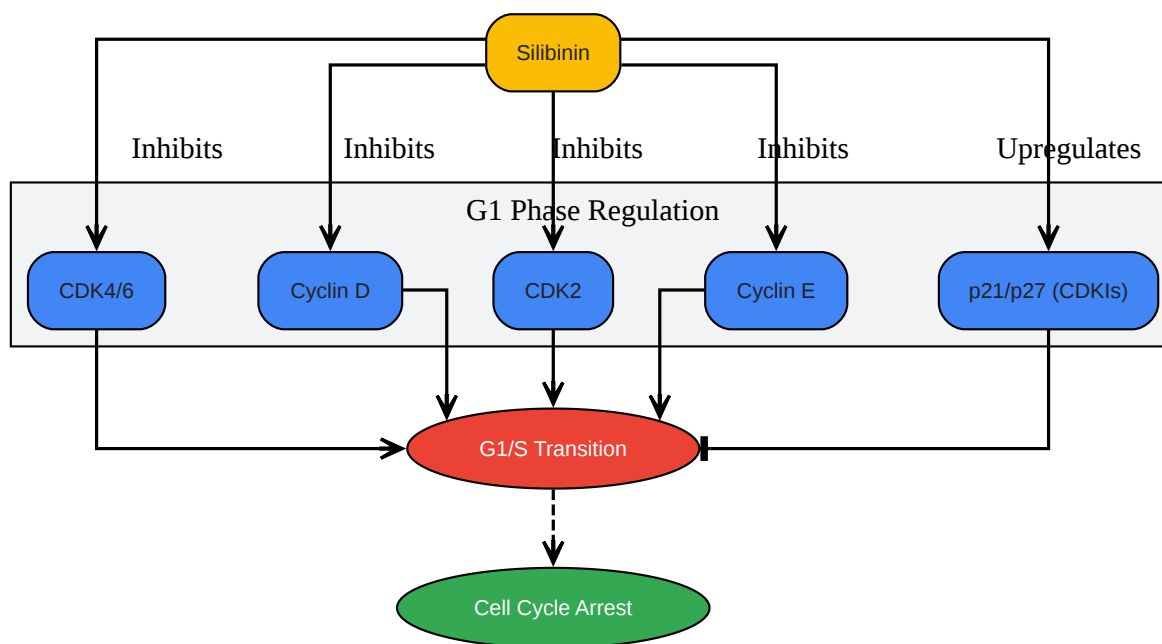 Silibinin
Inhibits
Inhibits
Inhibits
Inhibits
Upregulates
G1 Phase Regulation
CDK4/6
Cyclin D
CDK2
Cyclin E
p21/p27 (CDKIs)
G1/S Transition
Cell Cycle Arrest